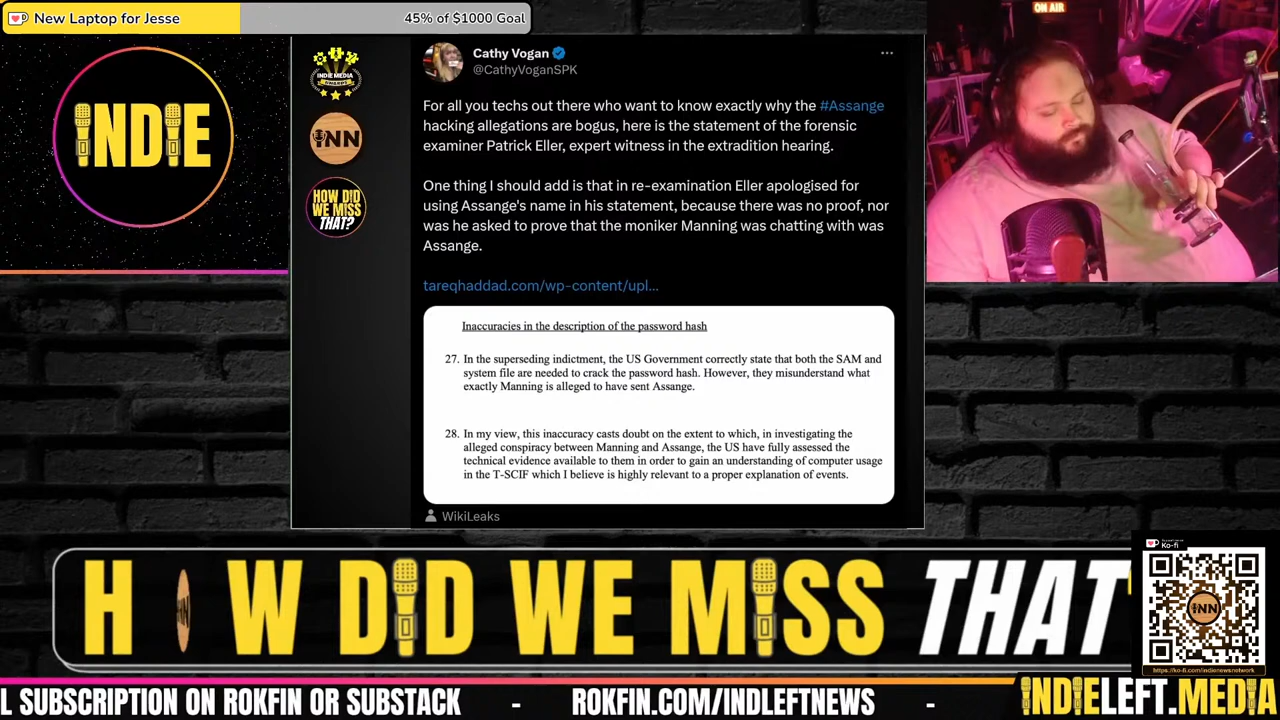 New Laptop for Jesse
45% of $1000 Goal
ON AIR
INDIE
INDIE MEDIA
AWARDS
INN
HOW DID
WE MISS
THAT?
Cathy Vogan
@CathyVoganSPK
For all you techs out there who want to know exactly why the #Assange
hacking allegations are bogus, here is the statement of the forensic
examiner Patrick Eller, expert witness in the extradition hearing.
One thing I should add is that in re-examination Eller apologised for
using Assange's name in his statement, because there was no proof, nor
was he asked to prove that the moniker Manning was chatting with was
Assange.
tareqhaddad.com/wp-content/upl...
Inaccuracies in the description of the password hash
27. In the superseding indictment, the US Government correctly state that both the SAM and
system file are needed to crack the password hash. However, they misunderstand what
exactly Manning is alleged to have sent Assange.
28. In my view, this inaccuracy casts doubt on the extent to which, in investigating the
alleged conspiracy between Manning and Assange, the US have fully assessed the
technical evidence available to them in order to gain an understanding of computer usage
in the T-SCIF which I believe is highly relevant to a proper explanation of events.
WikiLeaks
HOW DID WE MISS THAT
Ko-fi
INN
https://ko-fi.com/indienewsnetwork
L SUBSCRIPTION ON ROKFIN OR SUBSTACK - ROKFIN.COM/INDLEFTNEWS -
INDIELEFT.MEDIA